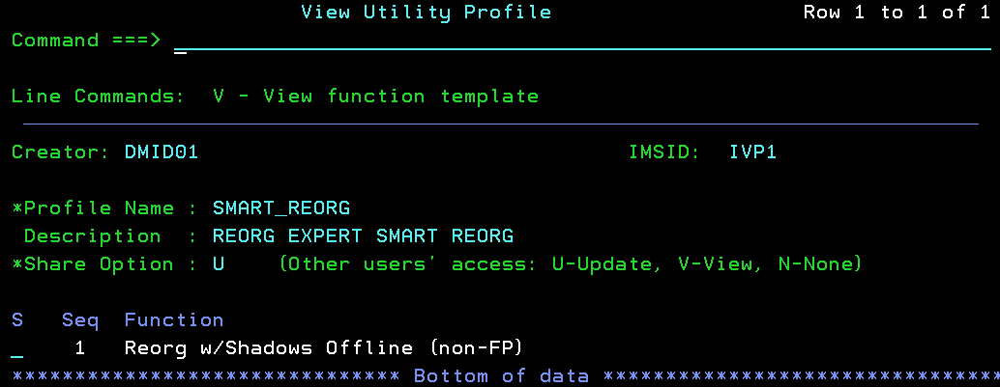 View Utility Profile Row 1 to 1 of 1
Command ===> _
Line Commands: V - View function template
Creator: DMID01 IMSID: IVP1
*Profile Name : SMART_REORG
Description : REORG EXPERT SMART REORG
*Share Option : U (Other users' access: U-Update, V-View, N-None)
S Seq Function
_ 1 Reorg w/Shadows Offline (non-FP)
******************************* Bottom of data ********************************